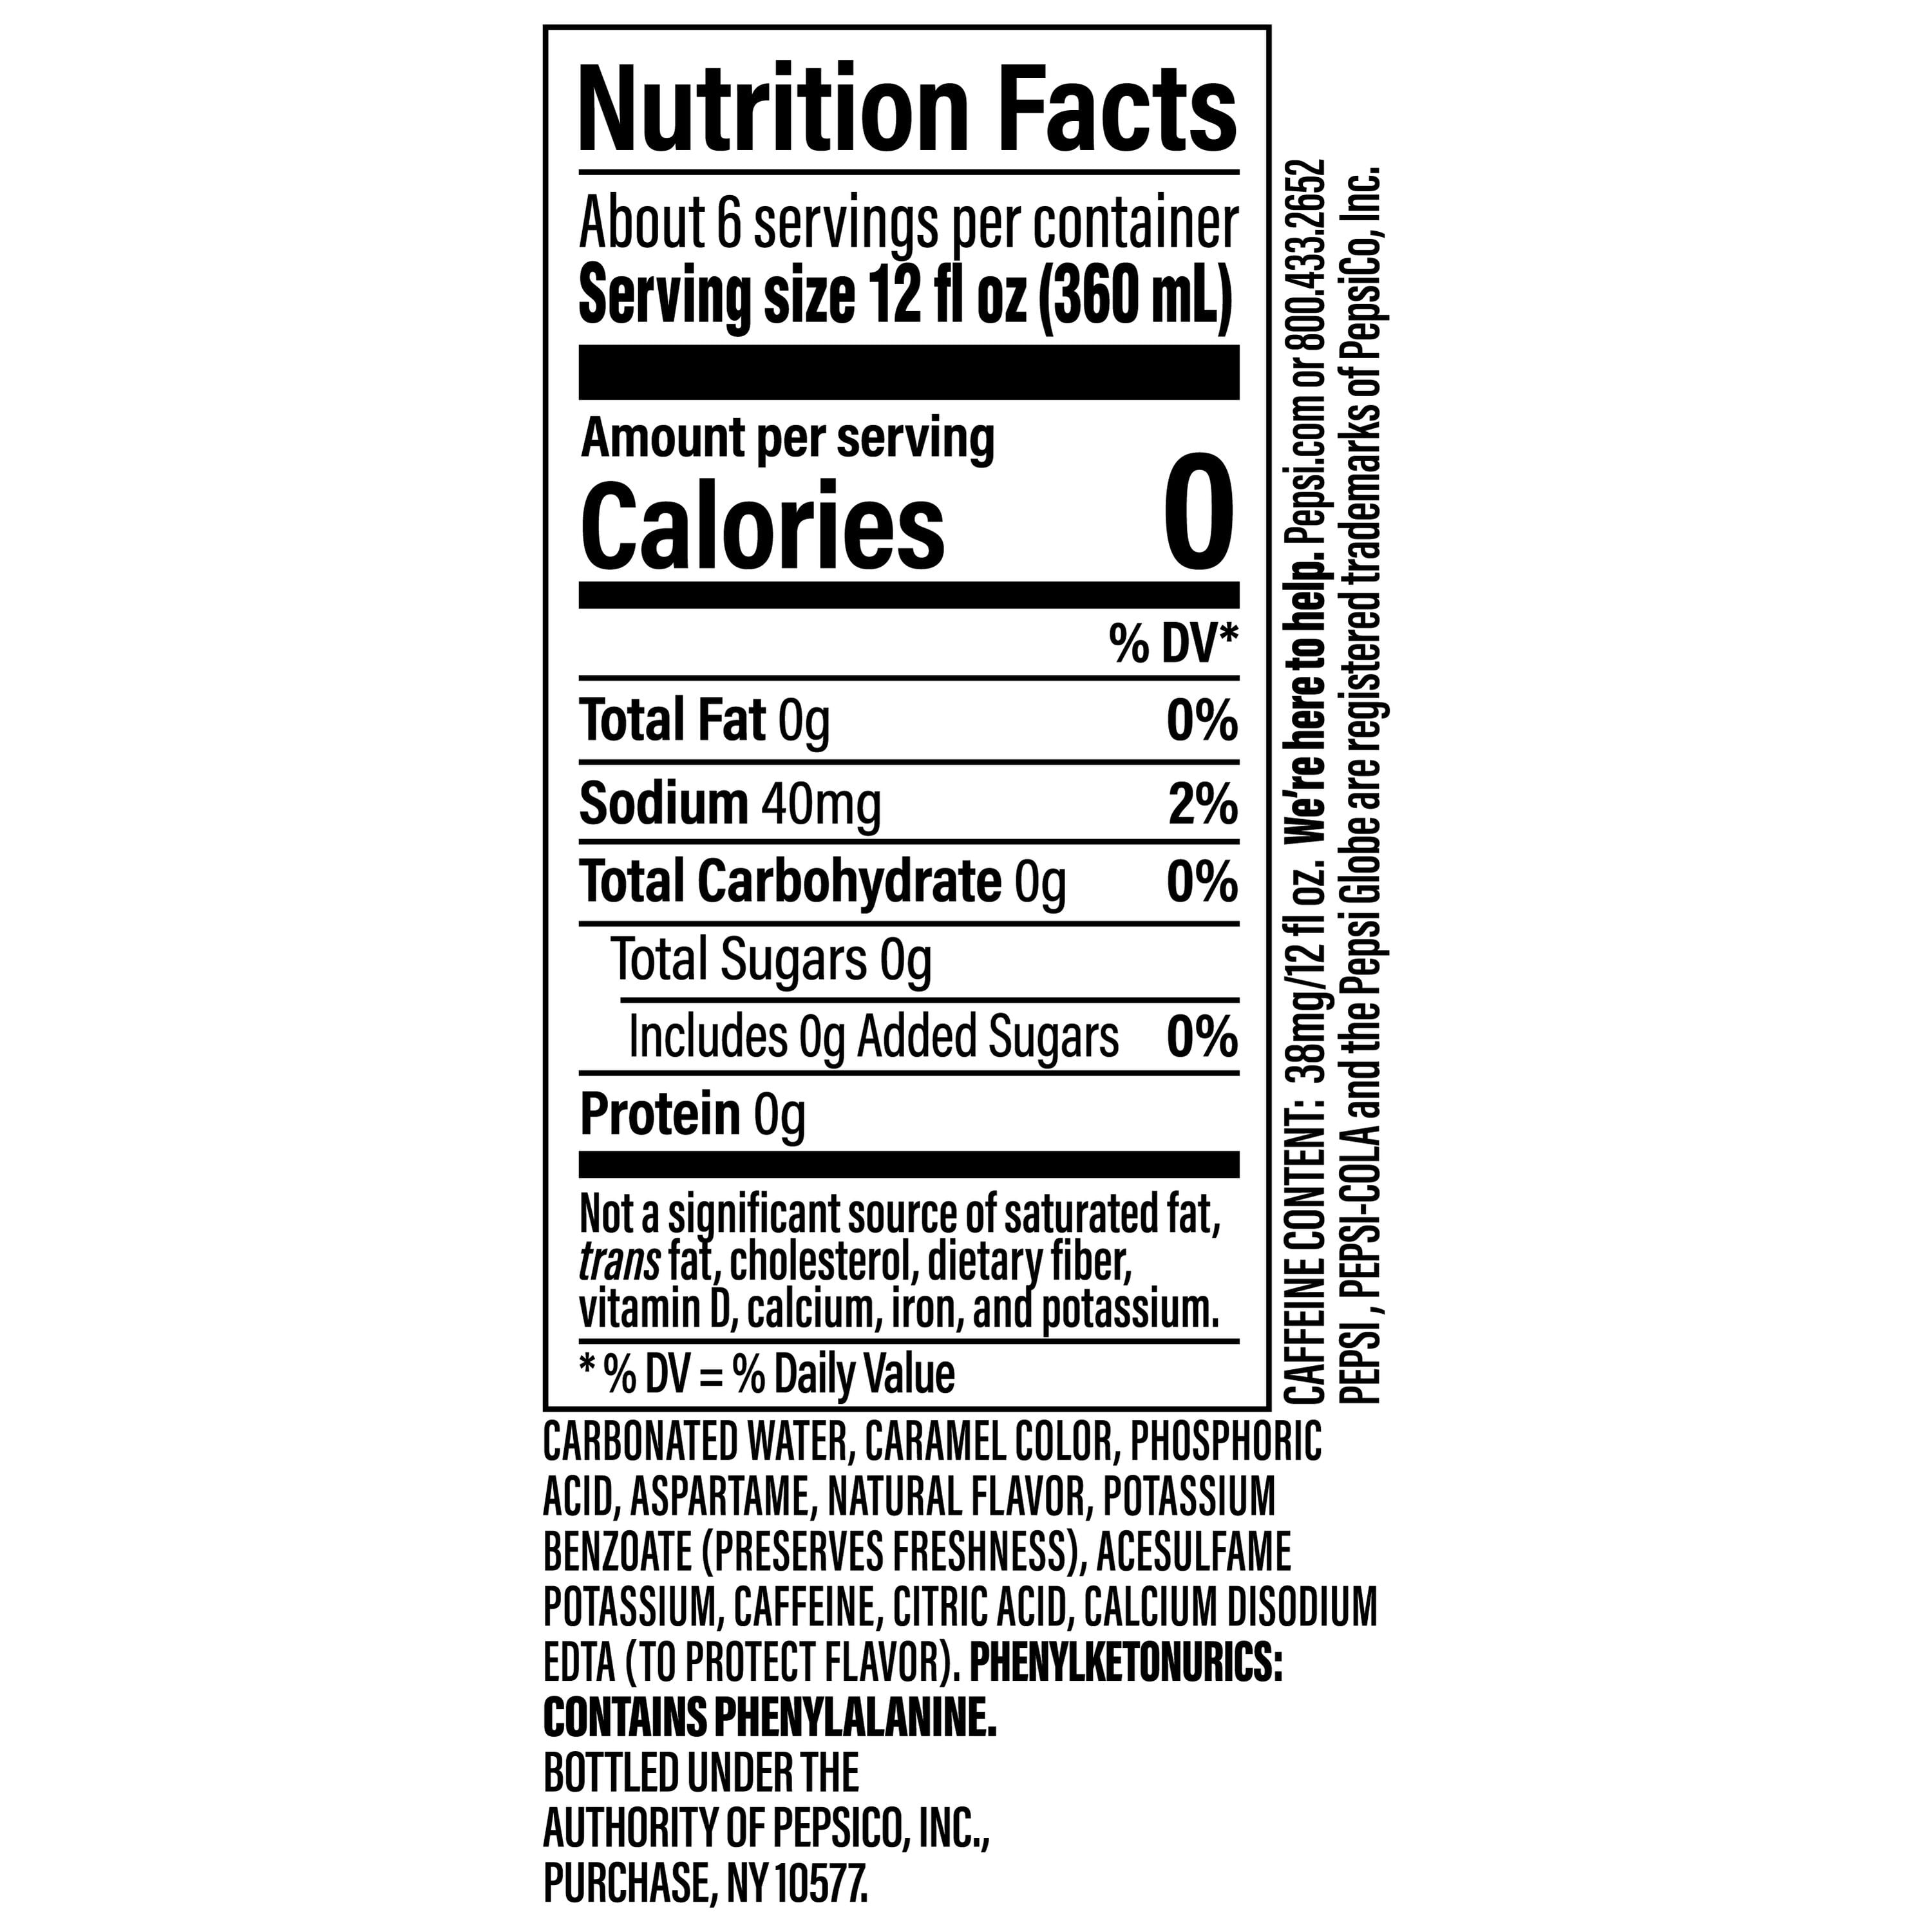 Nutrition Facts
About 6 servings per container
Serving size 12 fl oz (360 mL)
Amount per serving
Calories 0
% DV*
Total Fat 0g 0%
Sodium 40mg 2%
Total Carbohydrate 0g 0%
Total Sugars 0g
Includes 0g Added Sugars 0%
Protein 0g
Not a significant source of saturated fat,
trans fat, cholesterol, dietary fiber,
vitamin D, calcium, iron, and potassium.
* % DV = % Daily Value
CAFFEINE CONTENT: 38mg/12 fl oz. We're here to help. Pepsi.com or 800.433.2652
PEPSI, PEPSI-COLA and the Pepsi Globe are registered trademarks of PepsiCo, Inc.
CARBONATED WATER, CARAMEL COLOR, PHOSPHORIC
ACID, ASPARTAME, NATURAL FLAVOR, POTASSIUM
BENZOATE (PRESERVES FRESHNESS), ACESULFAME
POTASSIUM, CAFFEINE, CITRIC ACID, CALCIUM DISODIUM
EDTA (TO PROTECT FLAVOR). PHENYLKETONURICS:
CONTAINS PHENYLALANINE.
BOTTLED UNDER THE
AUTHORITY OF PEPSICO, INC.,
PURCHASE, NY 10577.